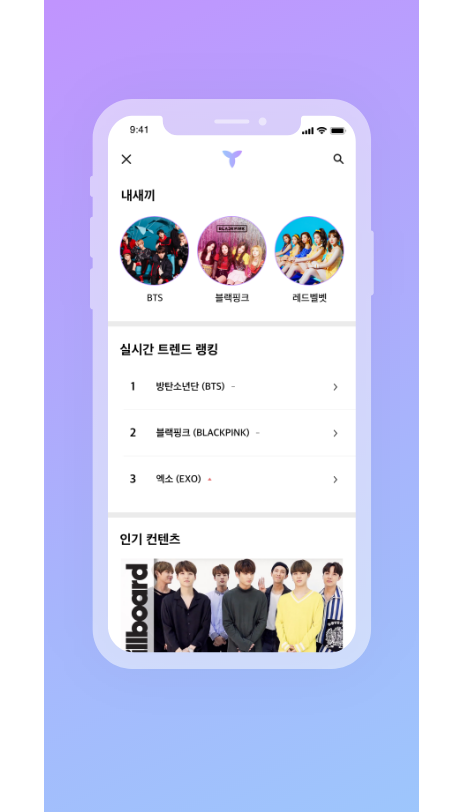 9:41
내새끼
BLACKPINK
BTS
블랙핑크
레드벨벳
실시간 트렌드 랭킹
1 방탄소년단 (BTS) -
2 블랙핑크 (BLACKPINK) -
3 엑소 (EXO)
인기 컨텐츠
illboard